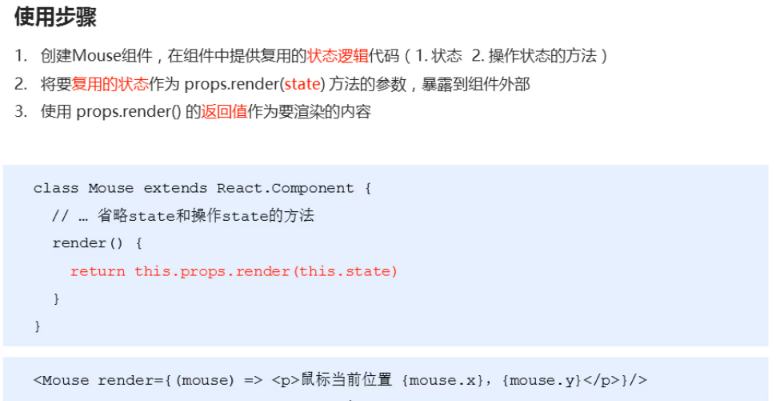 使用步骤
1. 创建Mouse组件，在组件中提供复用的状态逻辑代码（1. 状态 2. 操作状态的方法）
2. 将要复用的状态作为 props.render(state) 方法的参数，暴露到组件外部
3. 使用 props.render() 的返回值作为要渲染的内容
class Mouse extends React.Component {
// … 省略state和操作state的方法
render() {
return this.props.render(this.state)
}
}
<Mouse render={(mouse) => <p>鼠标当前位置 {mouse.x}，{mouse.y}</p>}/>